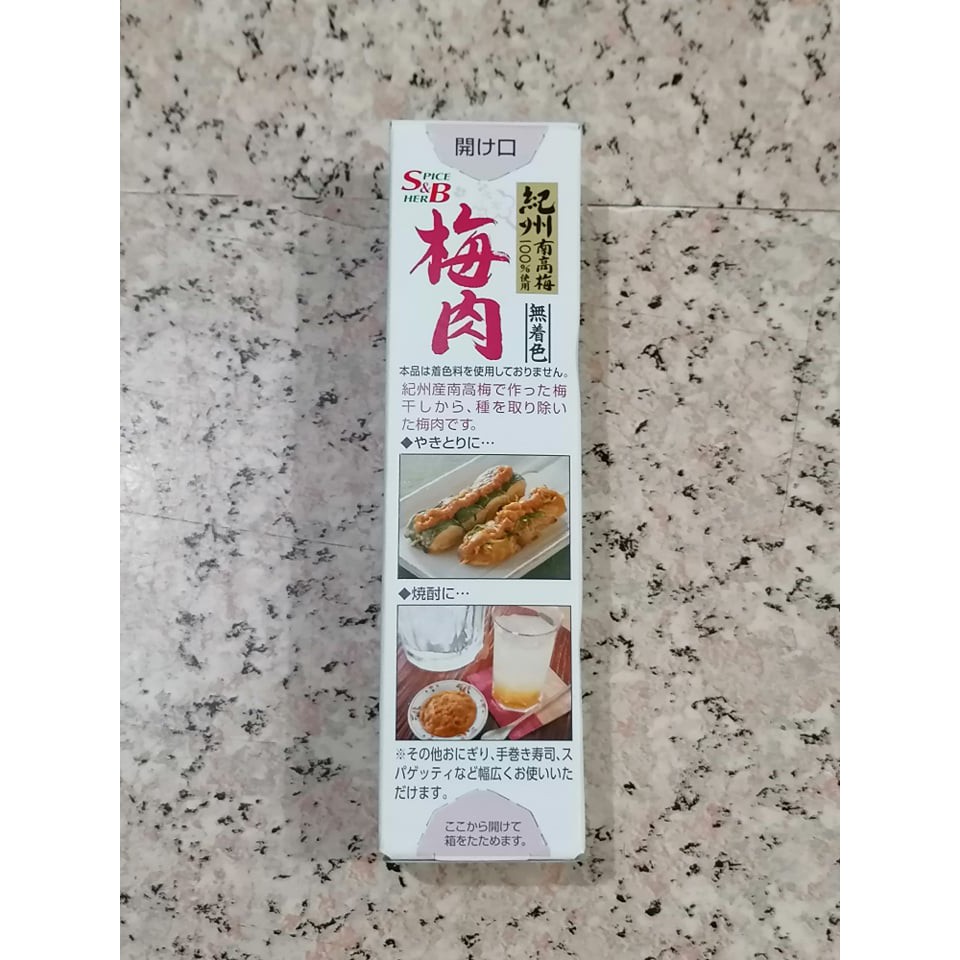 開け口
SPICE
&
HERB
紀州
南高梅
100%使用
梅肉
無着色
本品は着色料を使用しておりません。
紀州産南高梅で作った梅
干しから、種を取り除い
た梅肉です。
◆やきとりに…
◆焼酎に…
※その他おにぎり、手巻き寿司、ス
パゲッティなど幅広くお使いいた
だけます。
ここから開けて
箱をたためます。